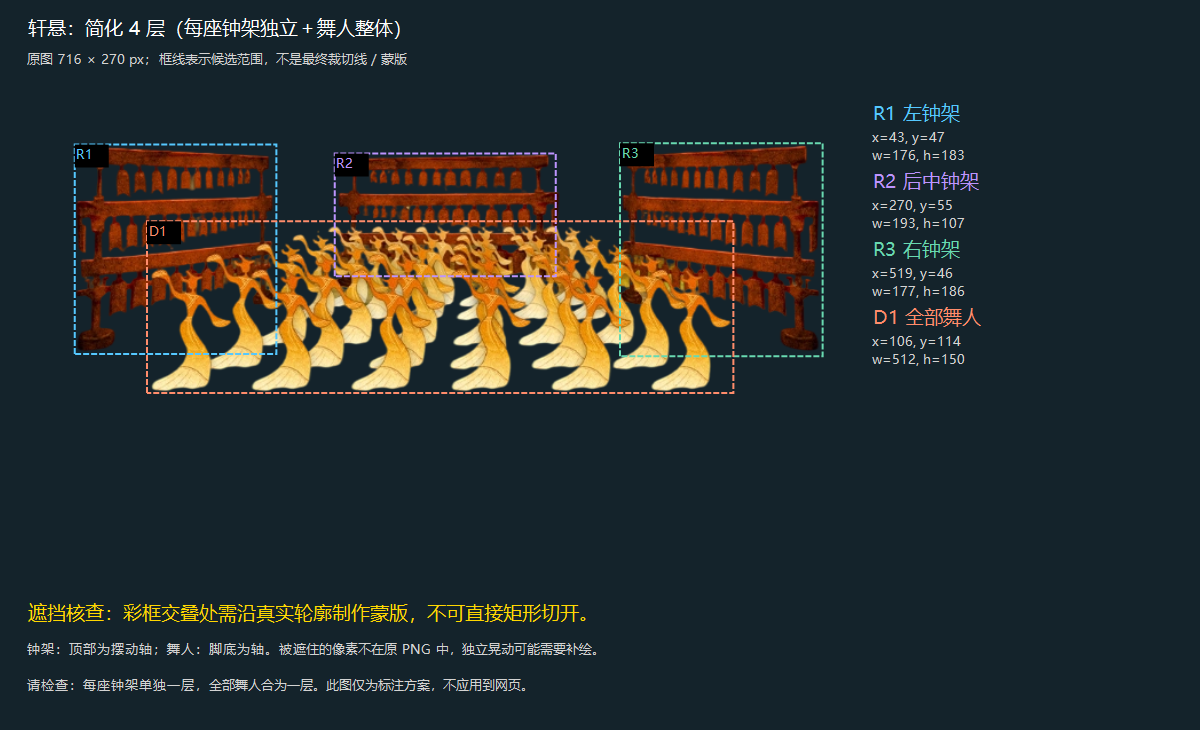 轩悬：简化 4 层（每座钟架独立＋舞人整体）
原图 716 × 270 px；框线表示候选范围，不是最终裁切线 / 蒙版
R1 左钟架
x=43, y=47
w=176, h=183
R2 后中钟架
x=270, y=55
w=193, h=107
R3 右钟架
x=519, y=46
w=177, h=186
D1 全部舞人
x=106, y=114
w=512, h=150
R1
R2
R3
D1
遮挡核查：彩框交叠处需沿真实轮廓制作蒙版，不可直接矩形切开。
钟架：顶部为摆动轴；舞人：脚底为轴。被遮住的像素不在原 PNG 中，独立晃动可能需要补绘。
请检查：每座钟架单独一层，全部舞人合为一层。此图仅为标注方案，不应用到网页。